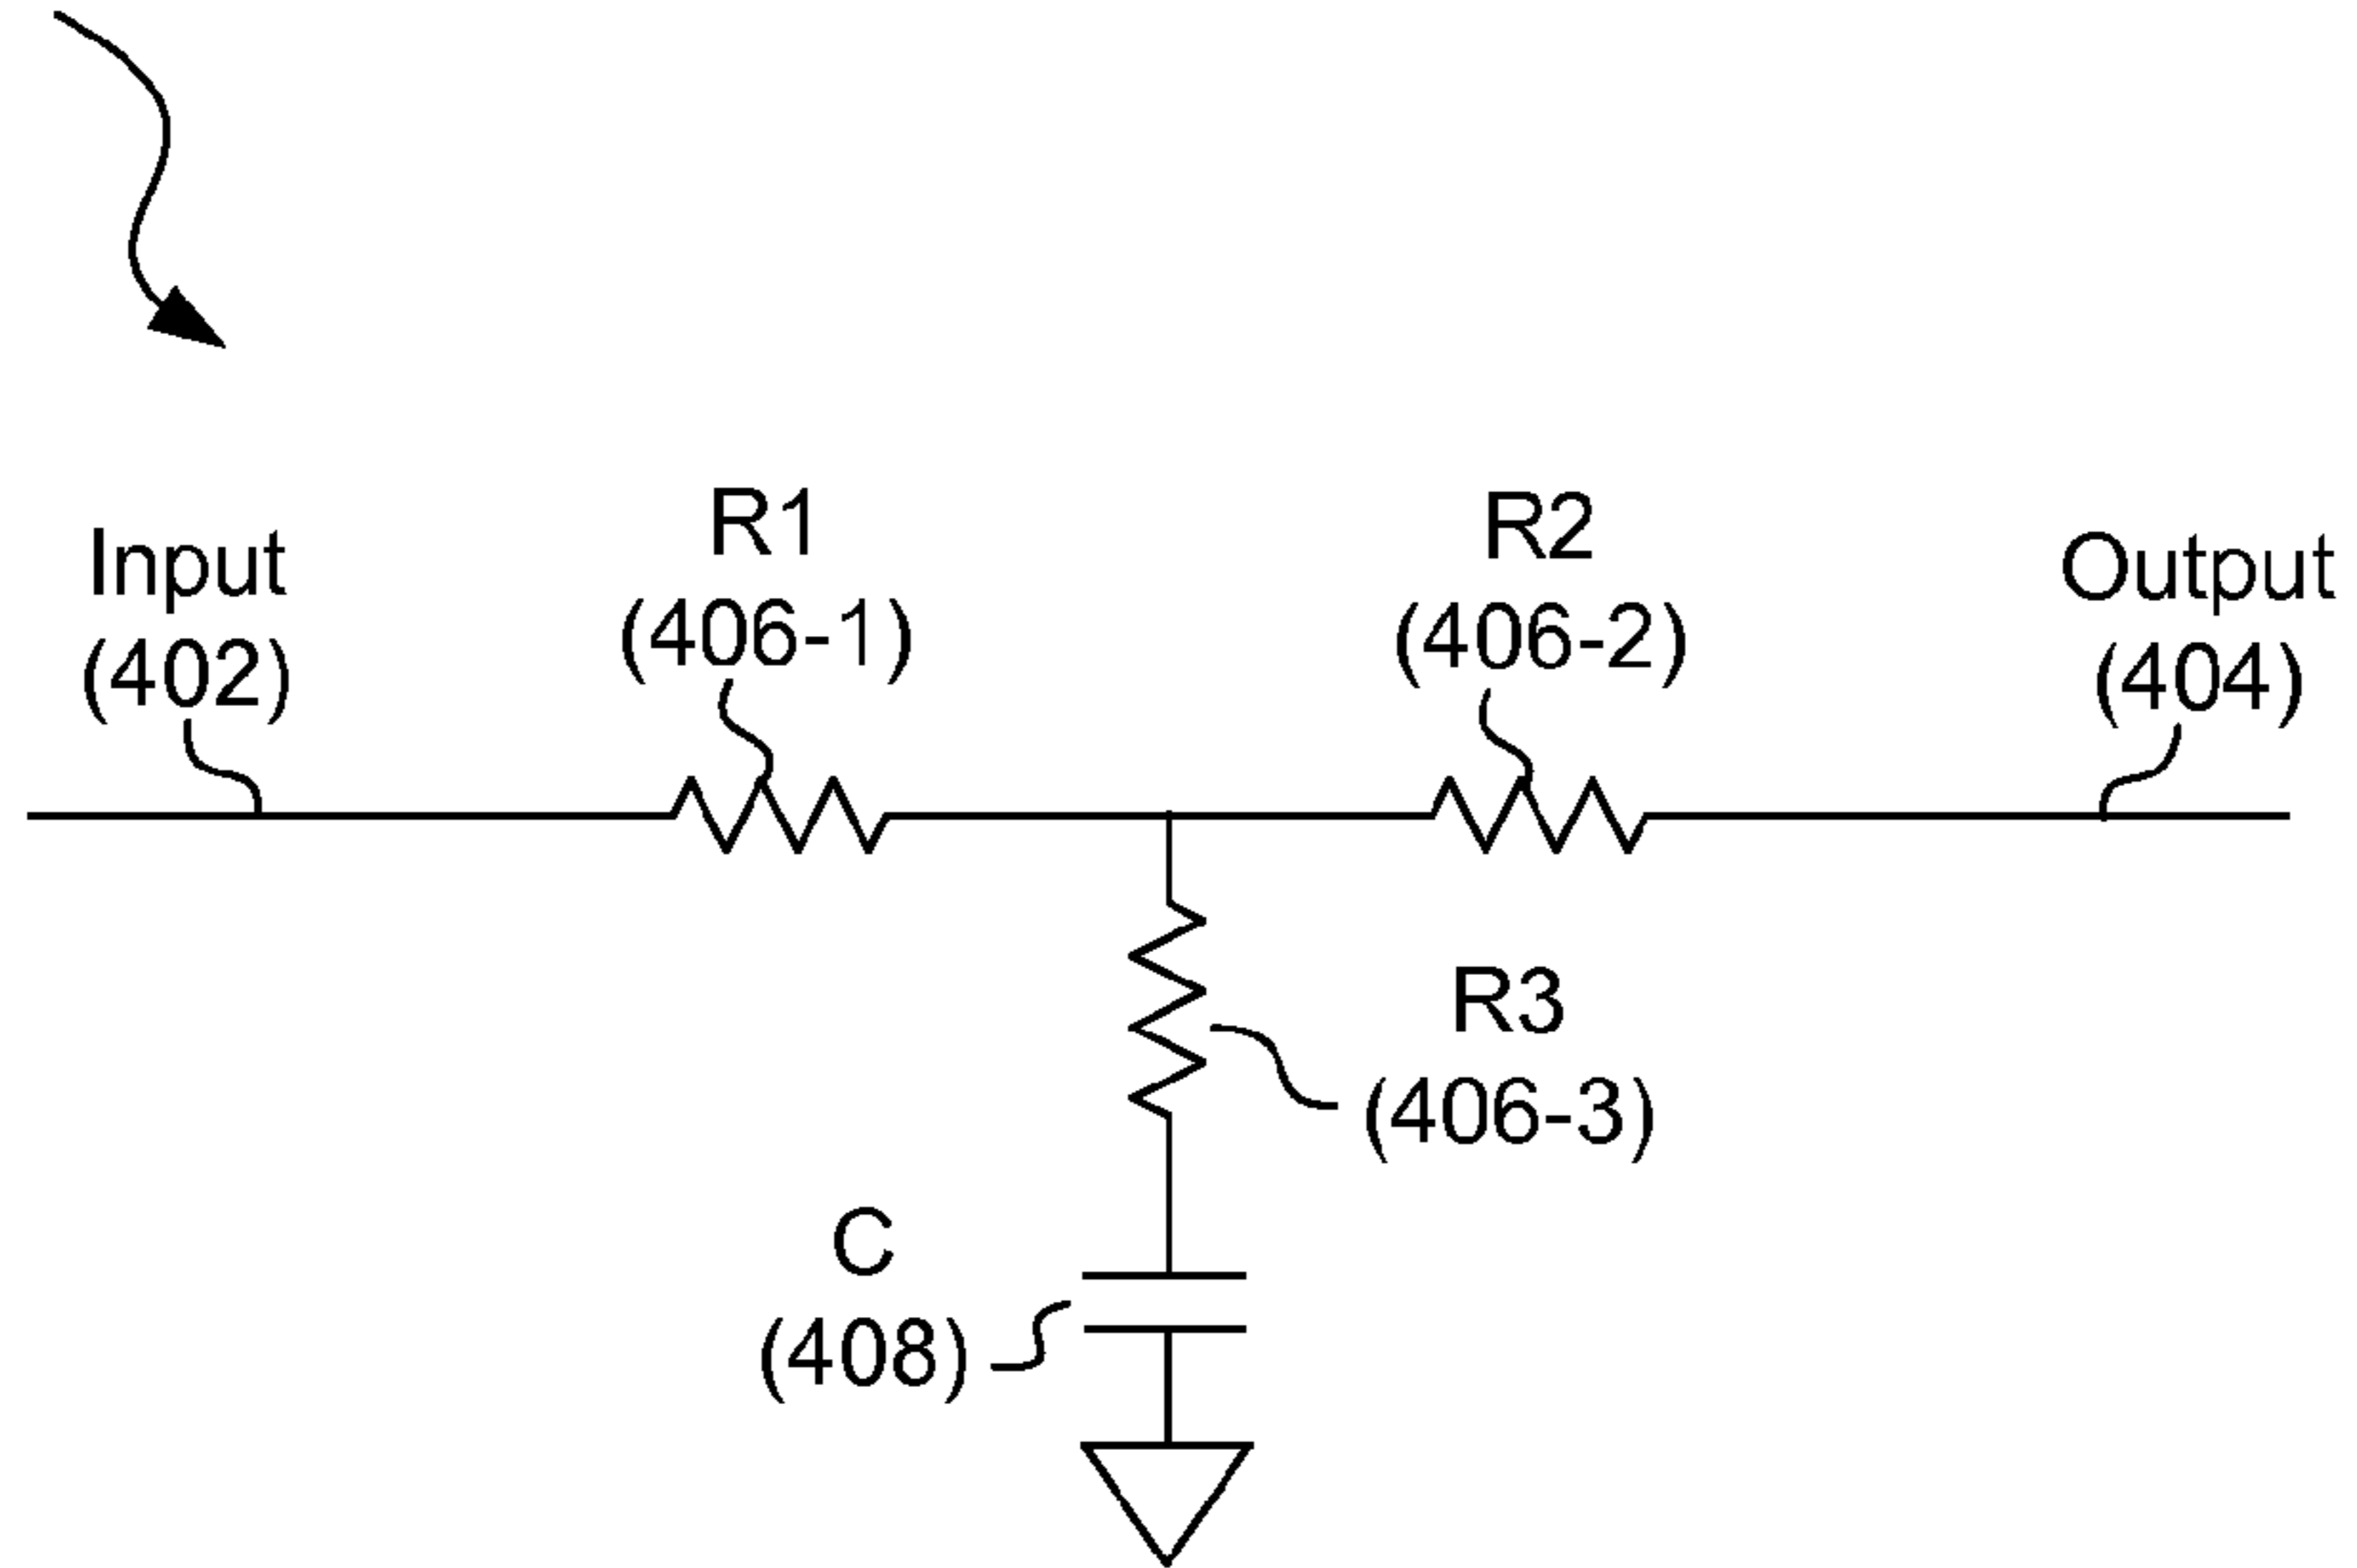 R1
(406-1)
R2
(406-2)
Input
(402)
Output
(404)
R3
(406-3)
C
(408)